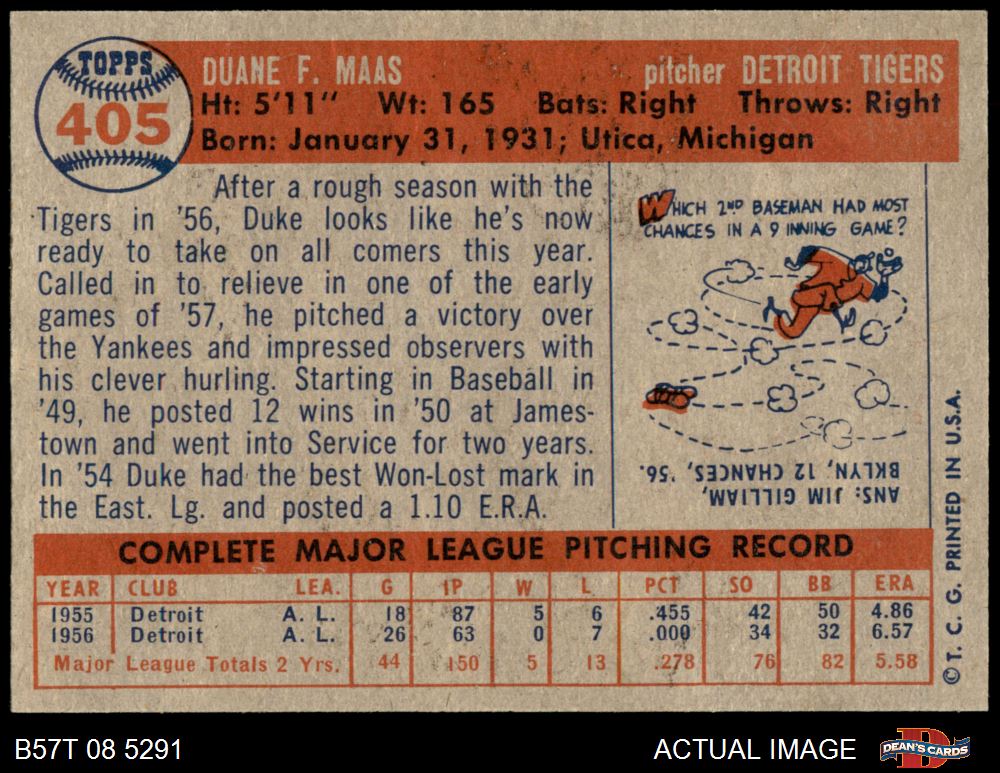 TOPPS
405
DUANE F. MAAS pitcher DETROIT TIGERS
Ht: 5'11" Wt: 165 Bats: Right Throws: Right
Born: January 31, 1931; Utica, Michigan
After a rough season with the
Tigers in '56, Duke looks like he's now
ready to take on all comers this year.
Called in to relieve in one of the early
games of '57, he pitched a victory over
the Yankees and impressed observers with
his clever hurling. Starting in Baseball in
'49, he posted 12 wins in '50 at James-
town and went into Service for two years.
In '54 Duke had the best Won-Lost mark in
the East. Lg. and posted a 1.10 E.R.A.
WHICH 2ND BASEMAN HAD MOST
CHANCES IN A 9 INNING GAME?
ANS: JIM GILLIAM,
BKLYN, 12 CHANCES, '56.
COMPLETE MAJOR LEAGUE PITCHING RECORD
YEAR CLUB LEA. G IP W L PCT SO BB ERA
1955 Detroit A. L. 18 87 5 6 .455 42 50 4.86
1956 Detroit A. L. 26 63 0 7 .000 34 32 6.57
Major League Totals 2 Yrs. 44 150 5 13 .278 76 82 5.58
© T. C. G. PRINTED IN U.S.A.
B57T 08 5291 ACTUAL IMAGE
DEAN'S CARDS